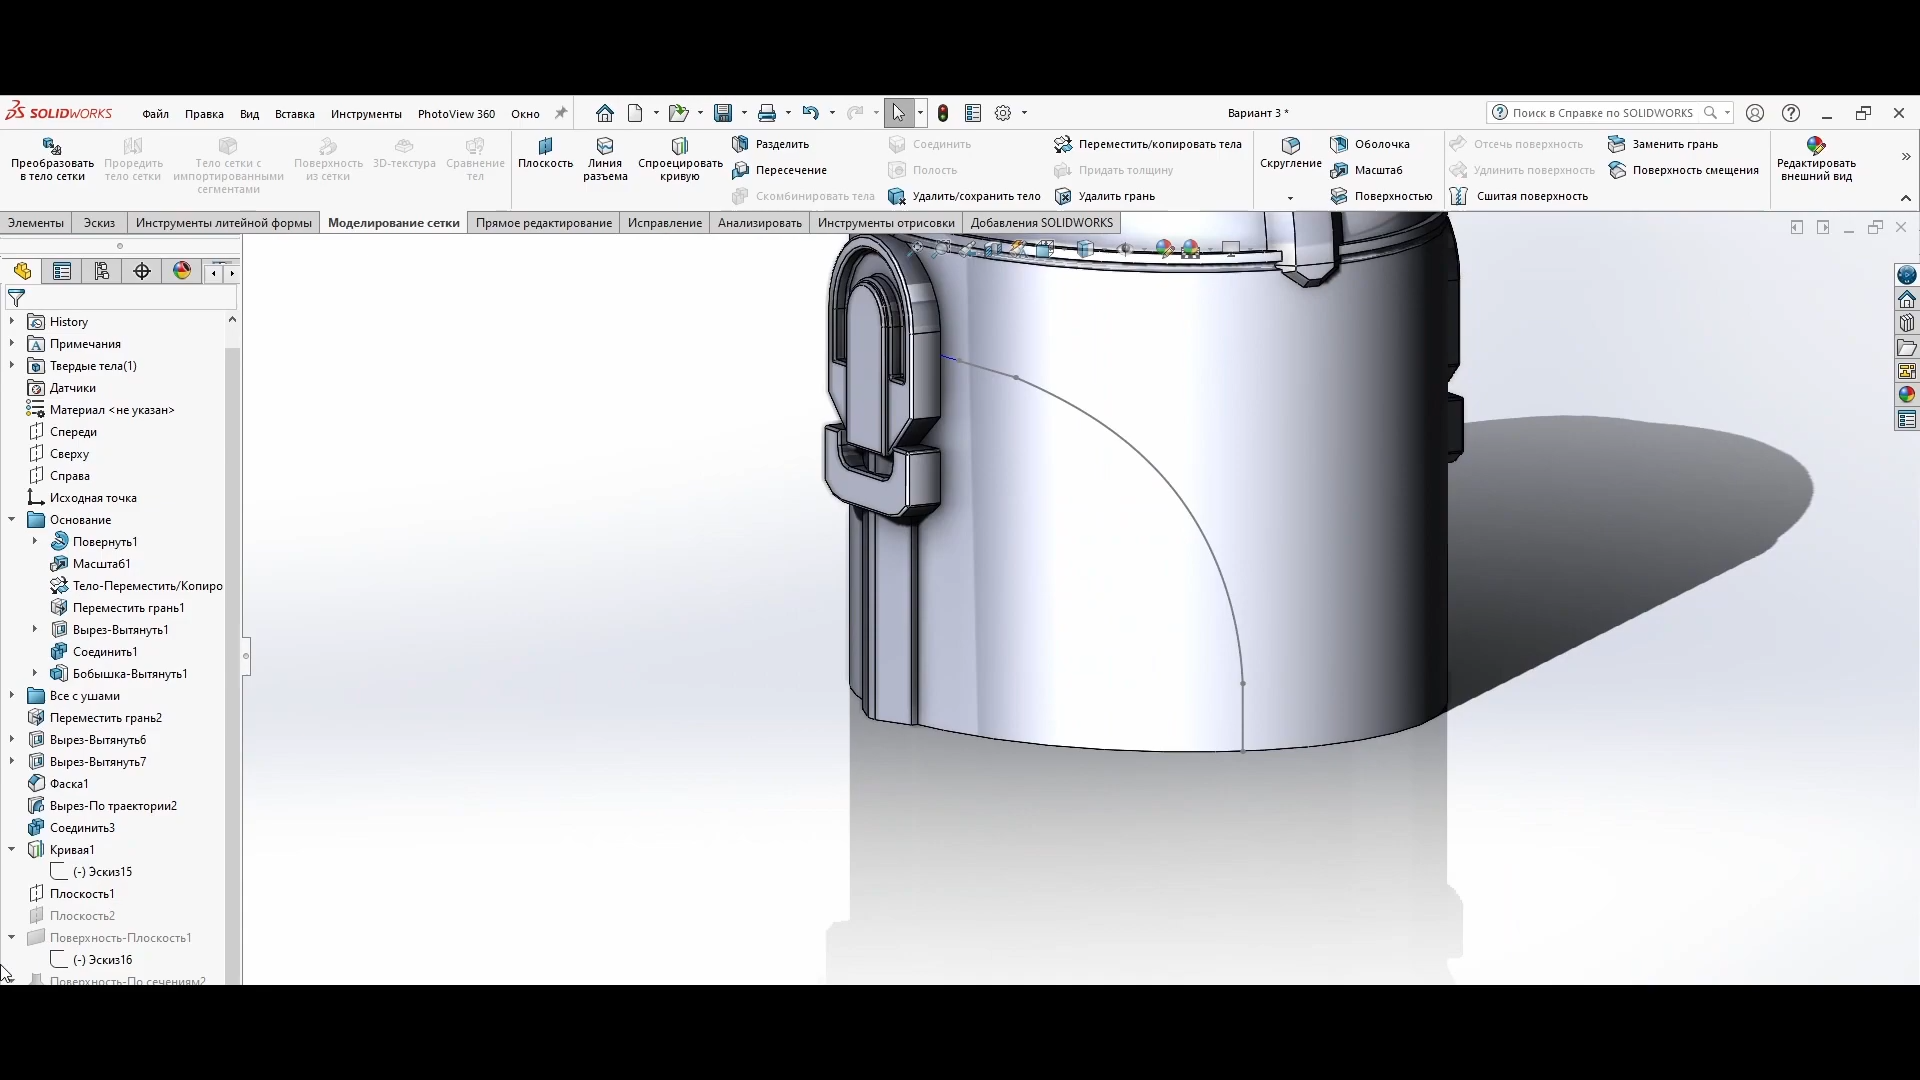 SOLIDWORKS
Файл Правка Вид Вставка Инструменты PhotoView 360 Окно
Вариант 3 *
Поиск в Справке по SOLIDWORKS
Преобразовать в тело сетки
Проредить тело сетки
Тело сетки с импортированными сегментами
Поверхность из сетки
3D-текстура
Сравнение тел
Плоскость
Линия разъема
Спроецировать кривую
Разделить
Пересечение
Скомбинировать тела
Соединить
Полость
Удалить/сохранить тело
Переместить/копировать тела
Придать толщину
Удалить грань
Скругление
Оболочка
Масштаб
Поверхностью
Отсечь поверхность
Удлинить поверхность
Сшитая поверхность
Заменить грань
Поверхность смещения
Редактировать внешний вид
Элементы Эскиз Инструменты литейной формы Моделирование сетки Прямое редактирование Исправление Анализировать Инструменты отрисовки Добавления SOLIDWORKS
History
Примечания
Твердые тела(1)
Датчики
Материал <не указан>
Спереди
Сверху
Справа
Исходная точка
Основание
Повернуть1
Масштаб1
Тело-Переместить/Копиро
Переместить грань1
Вырез-Вытянуть1
Соединить1
Бобышка-Вытянуть1
Все с ушами
Переместить грань2
Вырез-Вытянуть6
Вырез-Вытянуть7
Фаска1
Вырез-По траектории2
Соединить3
Кривая1
(-) Эскиз15
Плоскость1
Плоскость2
Поверхность-Плоскость1
(-) Эскиз16
Поверхность-По сечениям2